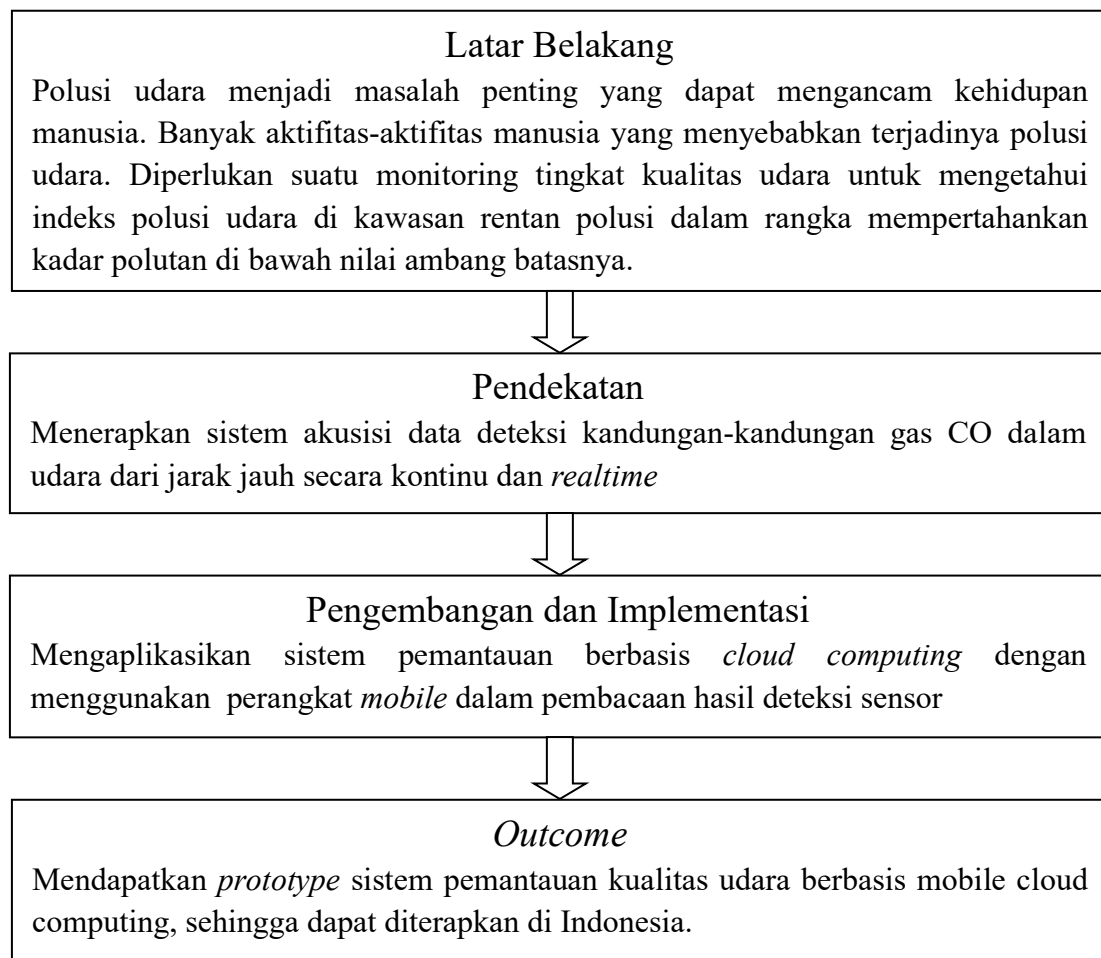 Latar Belakang
Polusi udara menjadi masalah penting yang dapat mengancam kehidupan
manusia. Banyak aktifitas-aktifitas manusia yang menyebabkan terjadinya polusi
udara. Diperlukan suatu monitoring tingkat kualitas udara untuk mengetahui
indeks polusi udara di kawasan rentan polusi dalam rangka mempertahankan
kadar polutan di bawah nilai ambang batasnya.
Pendekatan
Menerapkan sistem akusisi data deteksi kandungan-kandungan gas CO dalam
udara dari jarak jauh secara kontinu dan realtime
Pengembangan dan Implementasi
Mengaplikasikan sistem pemantauan berbasis cloud computing dengan
menggunakan perangkat mobile dalam pembacaan hasil deteksi sensor
Outcome
Mendapatkan prototype sistem pemantauan kualitas udara berbasis mobile cloud
computing, sehingga dapat diterapkan di Indonesia.